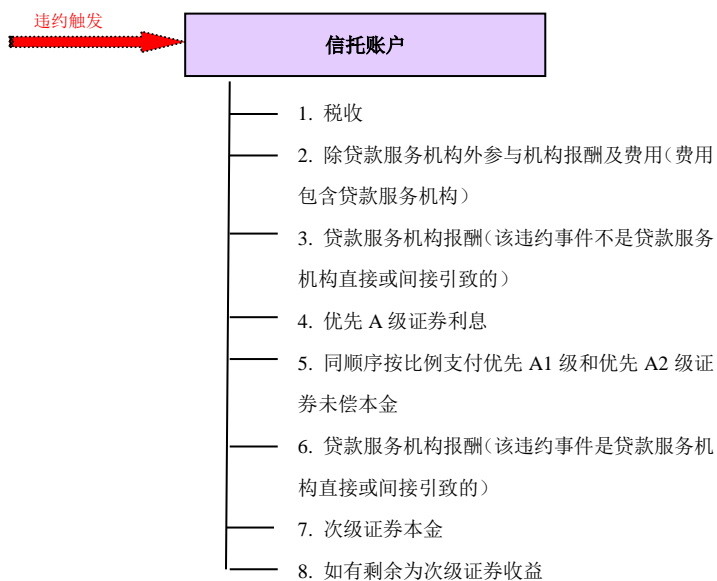 违约触发
信托账户
1. 税收
2. 除贷款服务机构外参与机构报酬及费用（费用
包含贷款服务机构）
3. 贷款服务机构报酬（该违约事件不是贷款服务
机构直接或间接引致的）
4. 优先 A 级证券利息
5. 同顺序按比例支付优先 A1 级和优先 A2 级证
券未偿本金
6. 贷款服务机构报酬（该违约事件是贷款服务机
构直接或间接引致的）
7. 次级证券本金
8. 如有剩余为次级证券收益